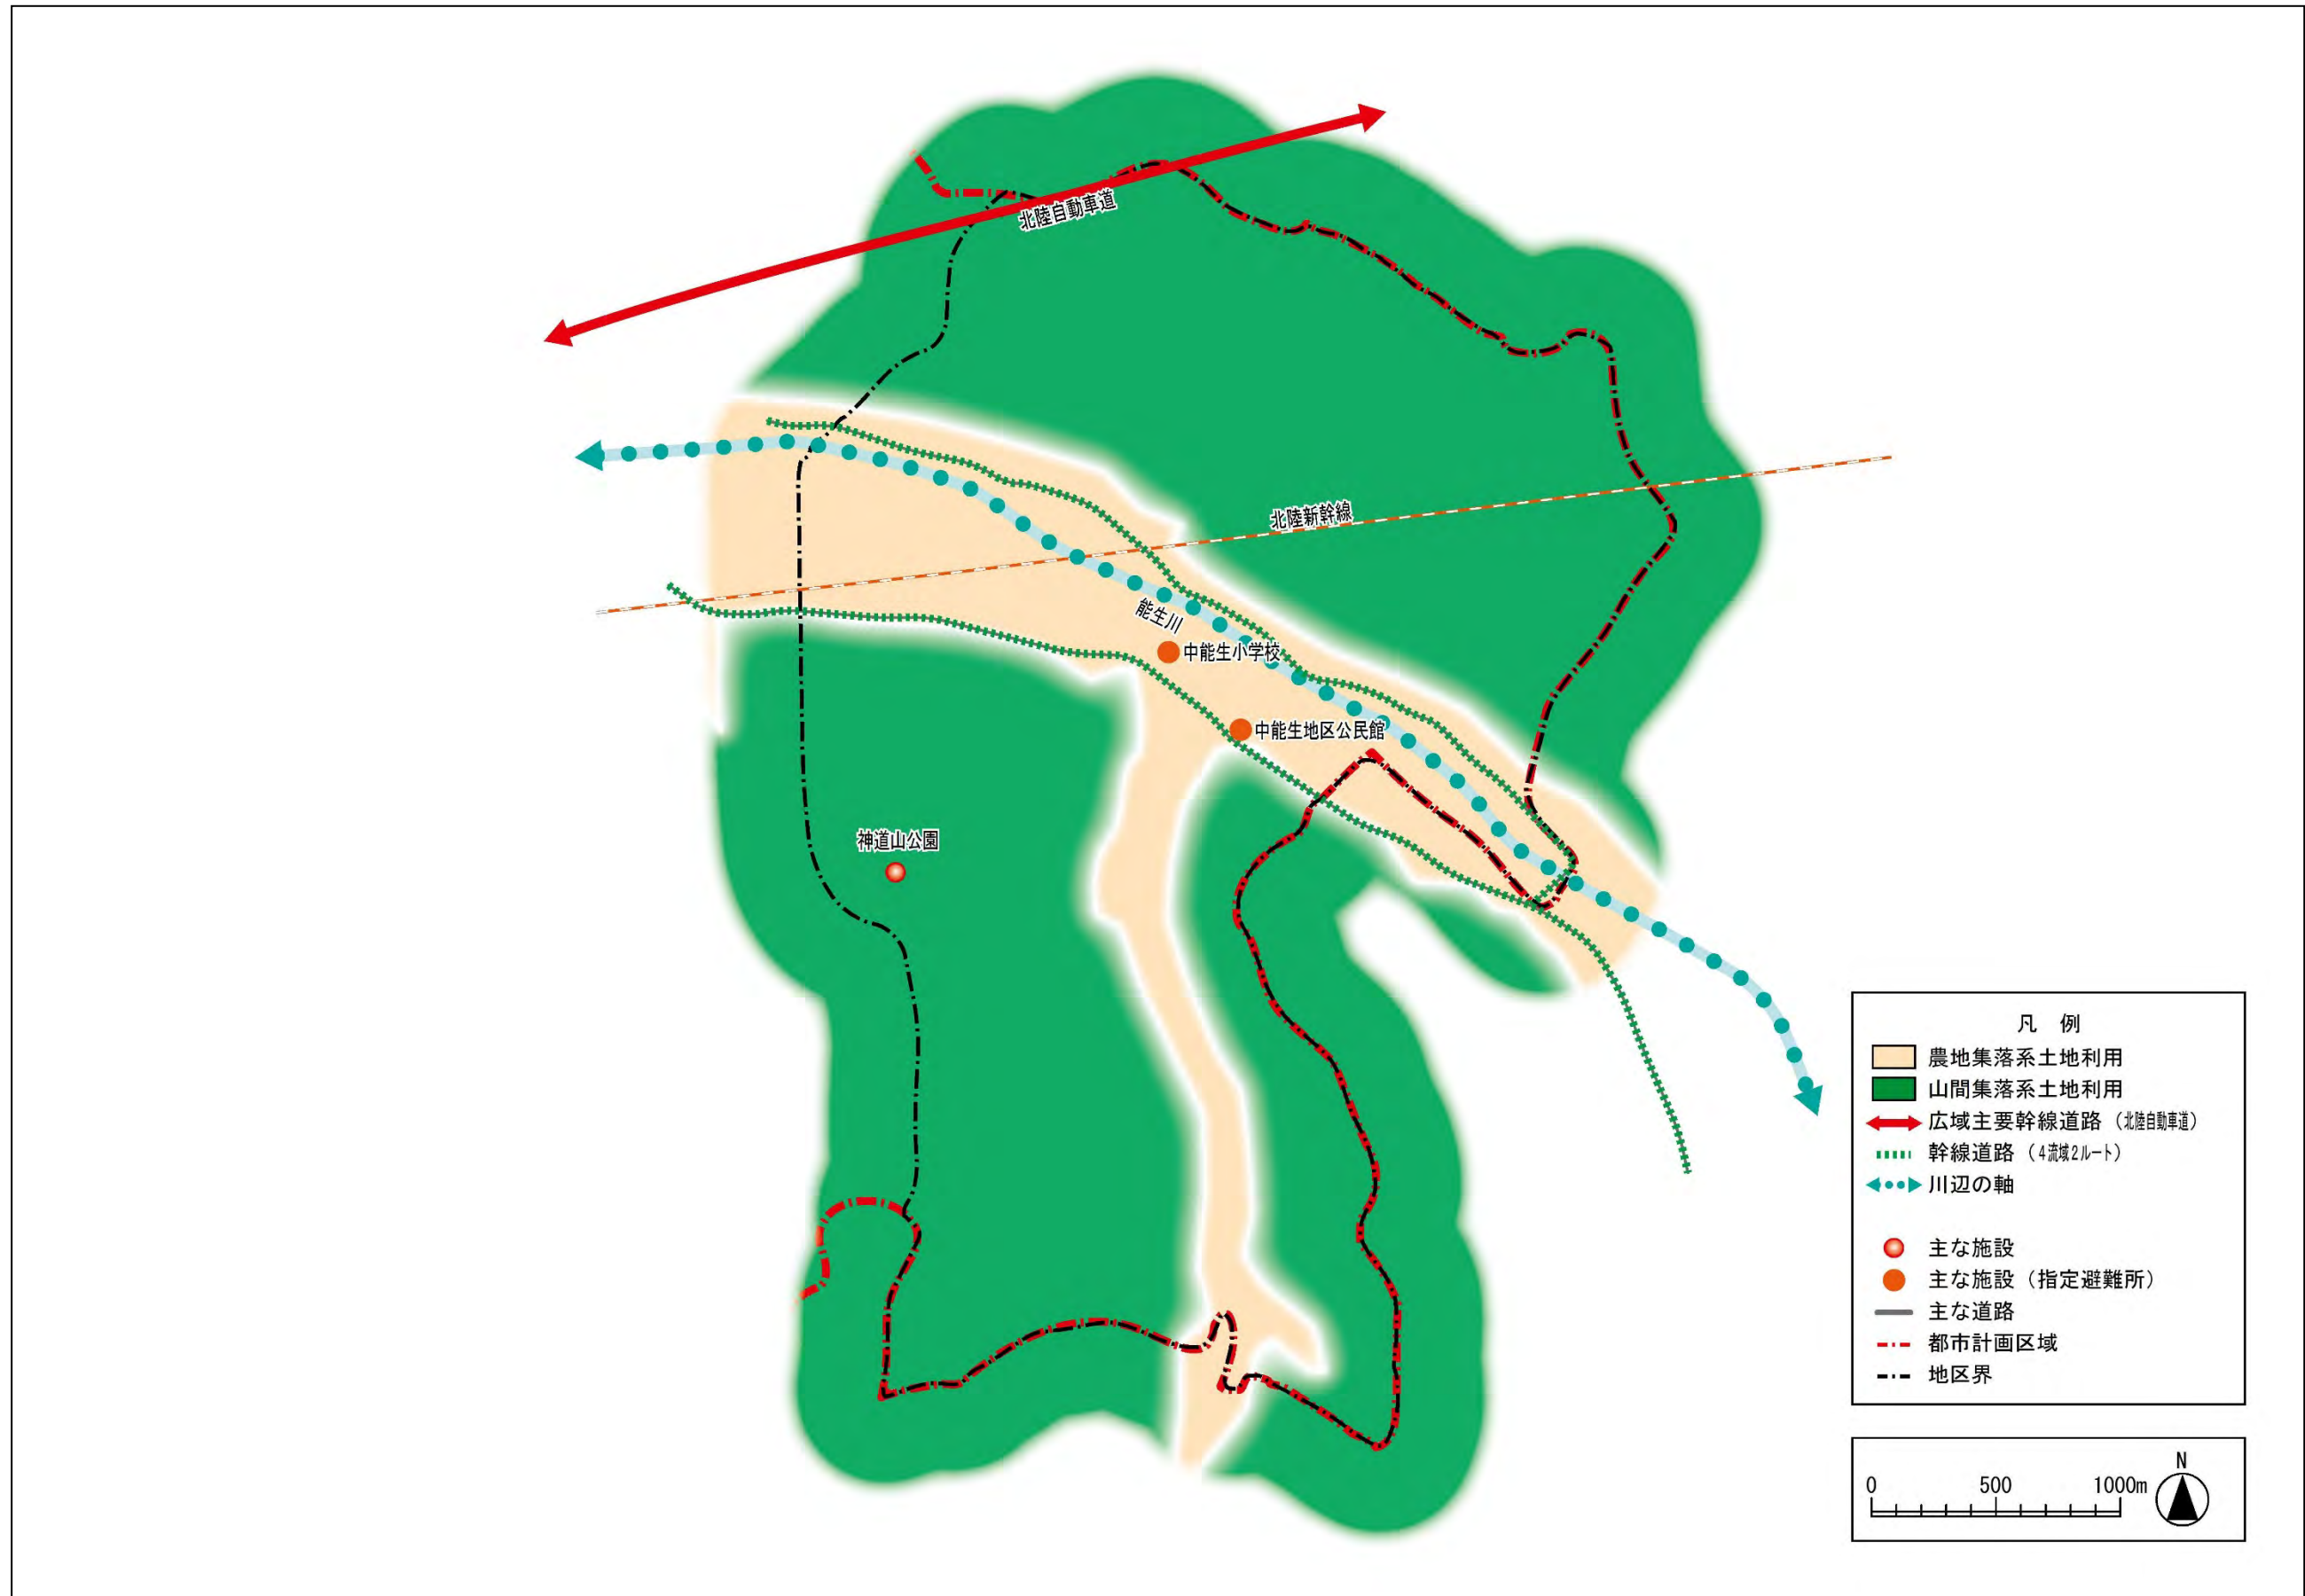 北陸自動車道
北陸新幹線
能生川
中能生小学校
中能生地区公民館
神道山公園
凡 例
農地集落系土地利用
山間集落系土地利用
広域主要幹線道路（北陸自動車道）
幹線道路（4流域2ルート）
川辺の軸
主な施設
主な施設（指定避難所）
主な道路
都市計画区域
地区界
N
0 500 1000m